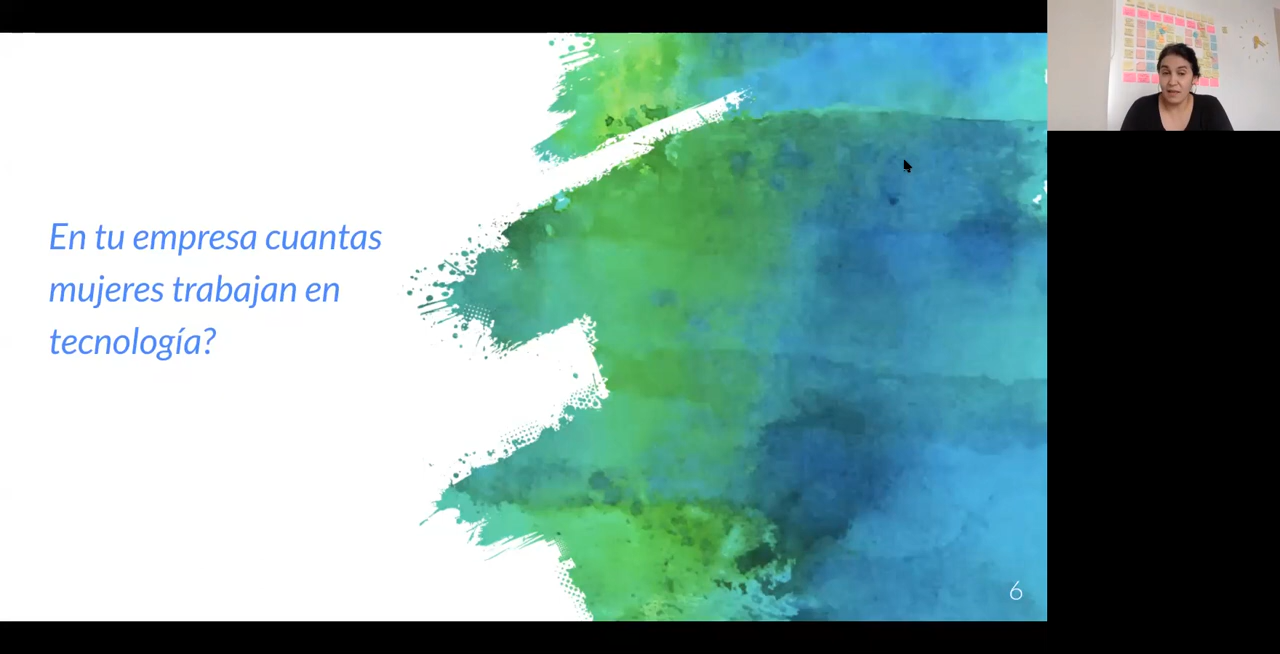 En tu empresa cuantas
mujeres trabajan en
tecnología?
6